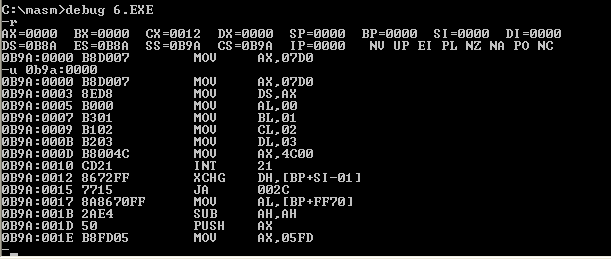 C:\masm>debug 6.EXE
-r
AX=0000  BX=0000  CX=0012  DX=0000  SP=0000  BP=0000  SI=0000  DI=0000
DS=0B8A  ES=0B8A  SS=0B9A  CS=0B9A  IP=0000   NV UP EI PL NZ NA PO NC
0B9A:0000 B8D007        MOV     AX,07D0
-u 0b9a:0000
0B9A:0000 B8D007        MOV     AX,07D0
0B9A:0003 8ED8          MOV     DS,AX
0B9A:0005 B000          MOV     AL,00
0B9A:0007 B301          MOV     BL,01
0B9A:0009 B102          MOV     CL,02
0B9A:000B B203          MOV     DL,03
0B9A:000D B8004C        MOV     AX,4C00
0B9A:0010 CD21          INT     21
0B9A:0012 8672FF        XCHG    DH,[BP+SI-01]
0B9A:0015 7715          JA      002C
0B9A:0017 8A8670FF      MOV     AL,[BP+FF70]
0B9A:001B 2AE4          SUB     AH,AH
0B9A:001D 50            PUSH    AX
0B9A:001E B8FD05        MOV     AX,05FD
-